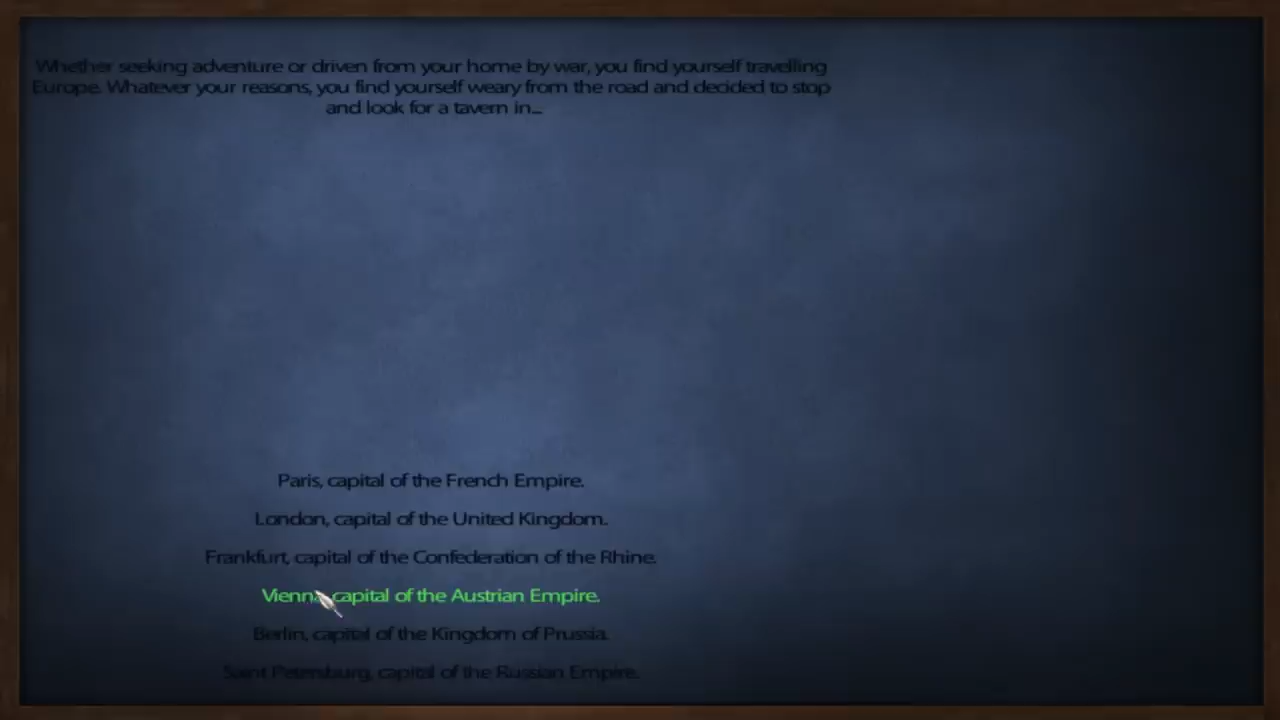 Whether seeking adventure or driven from your home by war, you find yourself travelling
Europe. Whatever your reasons, you find yourself weary from the road and decided to stop
and look for a tavern in...
Paris, capital of the French Empire.
London, capital of the United Kingdom.
Frankfurt, capital of the Confederation of the Rhine.
Vienna, capital of the Austrian Empire.
Berlin, capital of the Kingdom of Prussia.
Saint Petersburg, capital of the Russian Empire.